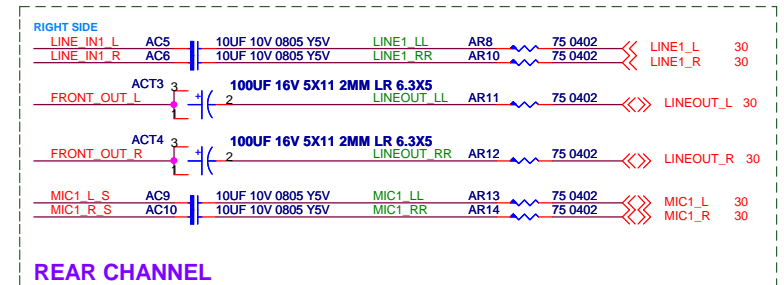 RIGHT SIDE
LINE_IN1_L AC5 10UF 10V 0805 Y5V LINE1_LL AR8 75 0402 LINE1_L 30
LINE_IN1_R AC6 10UF 10V 0805 Y5V LINE1_RR AR10 75 0402 LINE1_R 30
ACT3 3 100UF 16V 5X11 2MM LR 6.3X5
FRONT_OUT_L + 2 LINEOUT_LL AR11 75 0402 LINEOUT_L 30
1
ACT4 3 100UF 16V 5X11 2MM LR 6.3X5
FRONT_OUT_R + 2 LINEOUT_RR AR12 75 0402 LINEOUT_R 30
1
MIC1_L_S AC9 10UF 10V 0805 Y5V MIC1_LL AR13 75 0402 MIC1_L 30
MIC1_R_S AC10 10UF 10V 0805 Y5V MIC1_RR AR14 75 0402 MIC1_R 30
REAR CHANNEL